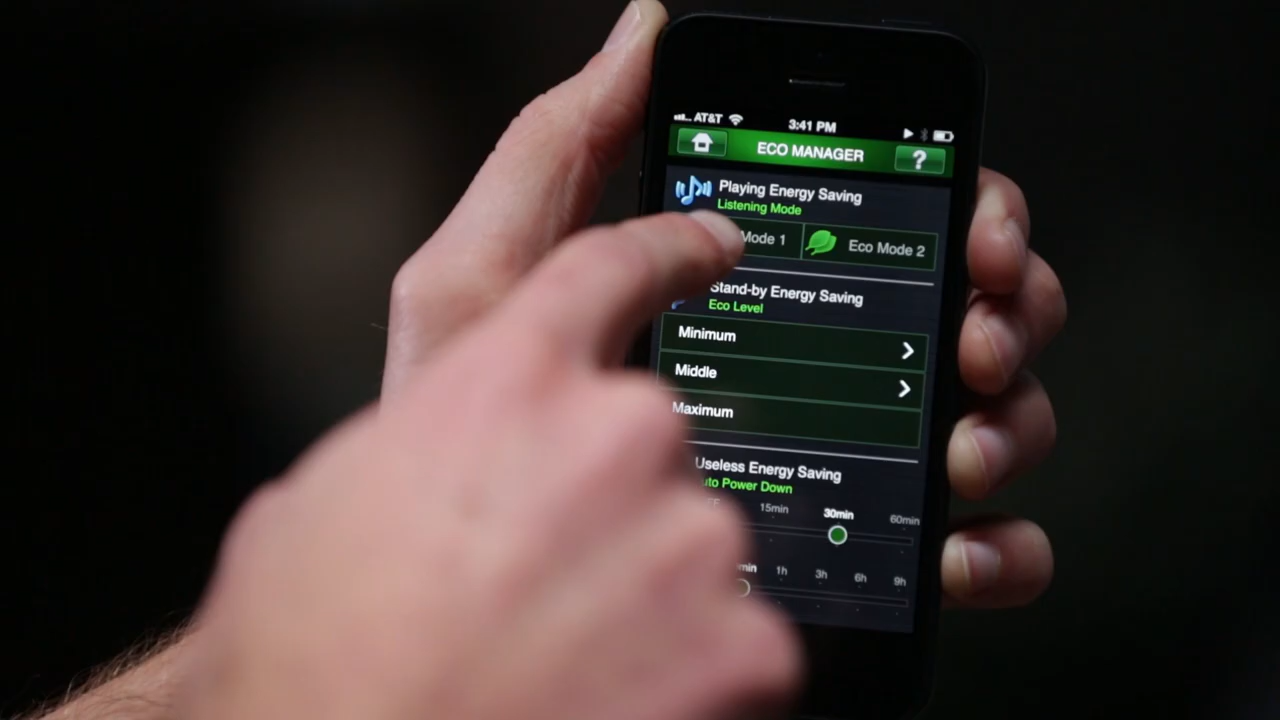 AT&T 3:41 PM
ECO MANAGER ?
Playing Energy Saving
Listening Mode
Mode 1 Eco Mode 2
Stand-by Energy Saving
Eco Level
Minimum
Middle
Maximum
Useless Energy Saving
Power Down
15min 30min 60min
1h 3h 6h 9h